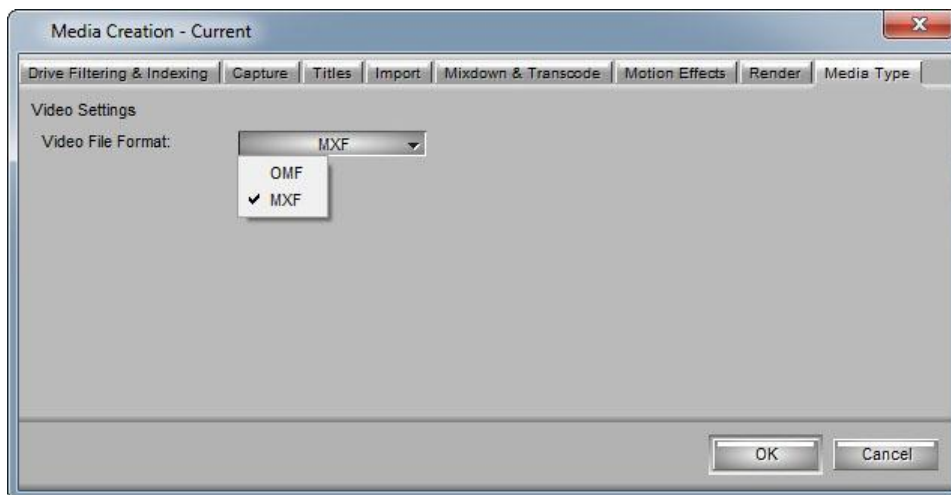 Media Creation - Current
Drive Filtering & Indexing Capture Titles Import Mixdown & Transcode Motion Effects Render Media Type
Video Settings
Video File Format: MXF
OMF
MXF
OK Cancel